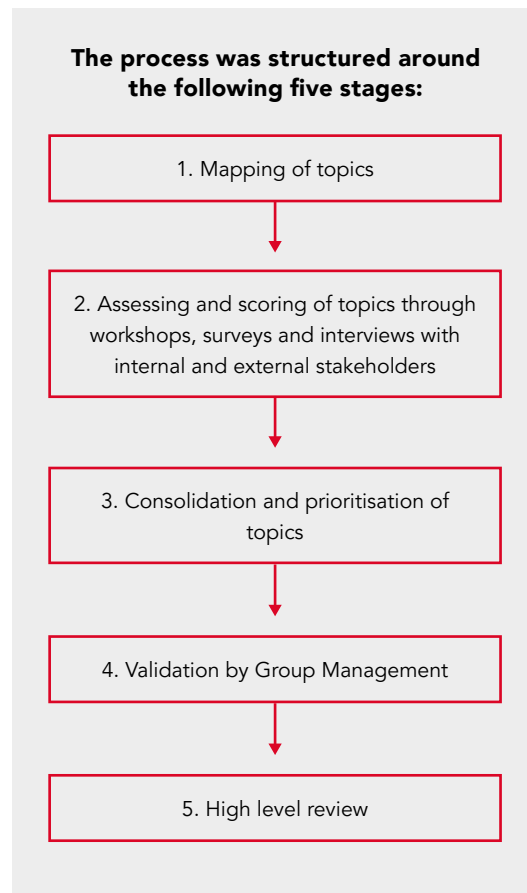 The process was structured around
the following five stages:
1. Mapping of topics
2. Assessing and scoring of topics through
workshops, surveys and interviews with
internal and external stakeholders
3. Consolidation and prioritisation of
topics
4. Validation by Group Management
5. High level review